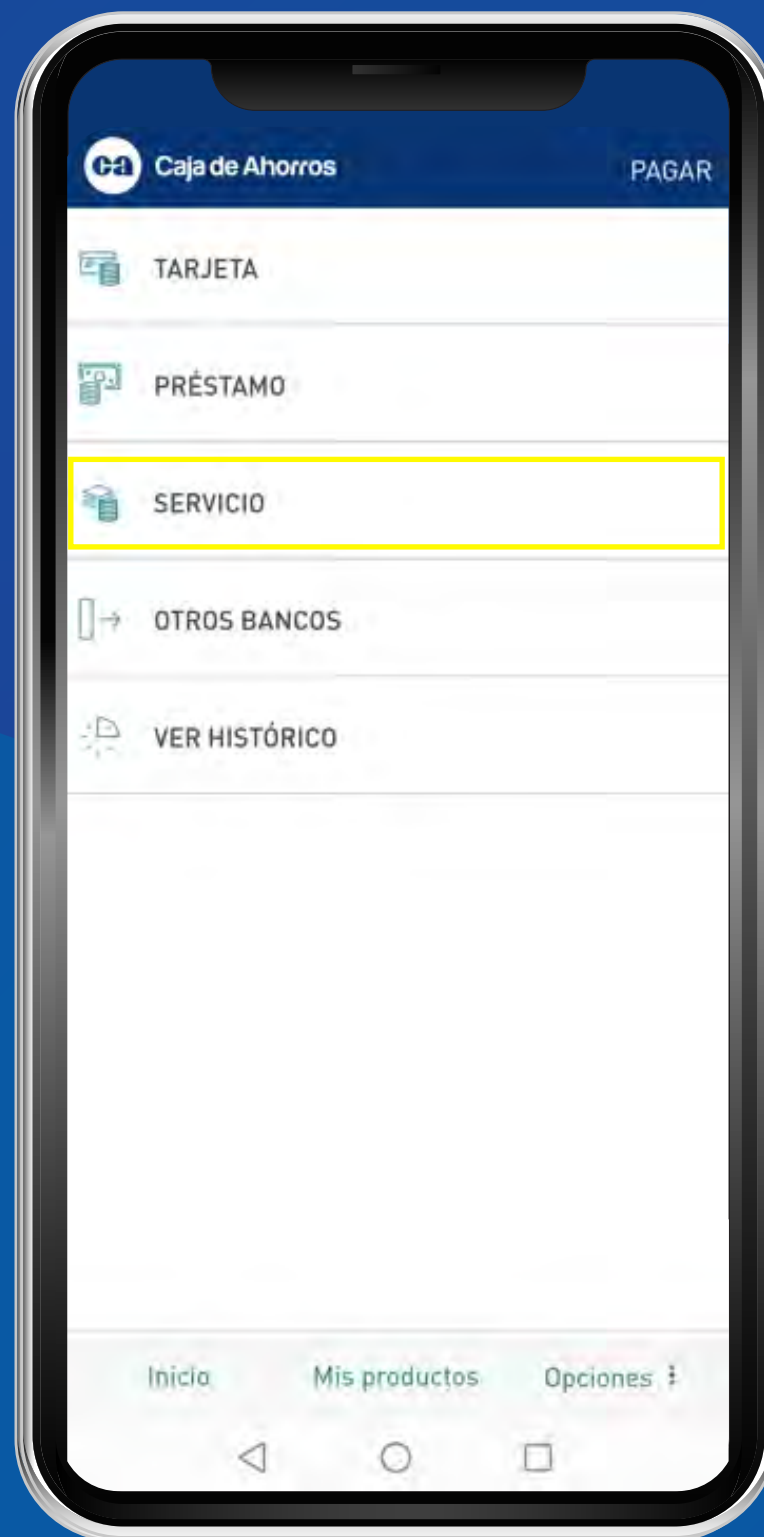 ca Caja de Ahorros
PAGAR
TARJETA
PRÉSTAMO
SERVICIO
OTROS BANCOS
VER HISTÓRICO
Inicio Mis productos Opciones